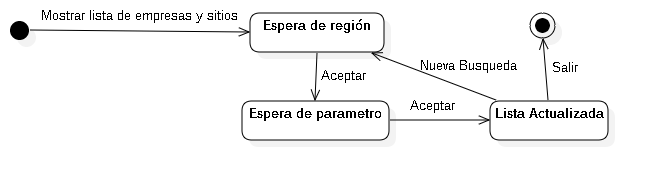 Mostrar lista de empresas y sitios
Espera de región
Aceptar
Nueva Busqueda
Salir
Espera de parametro
Aceptar
Lista Actualizada